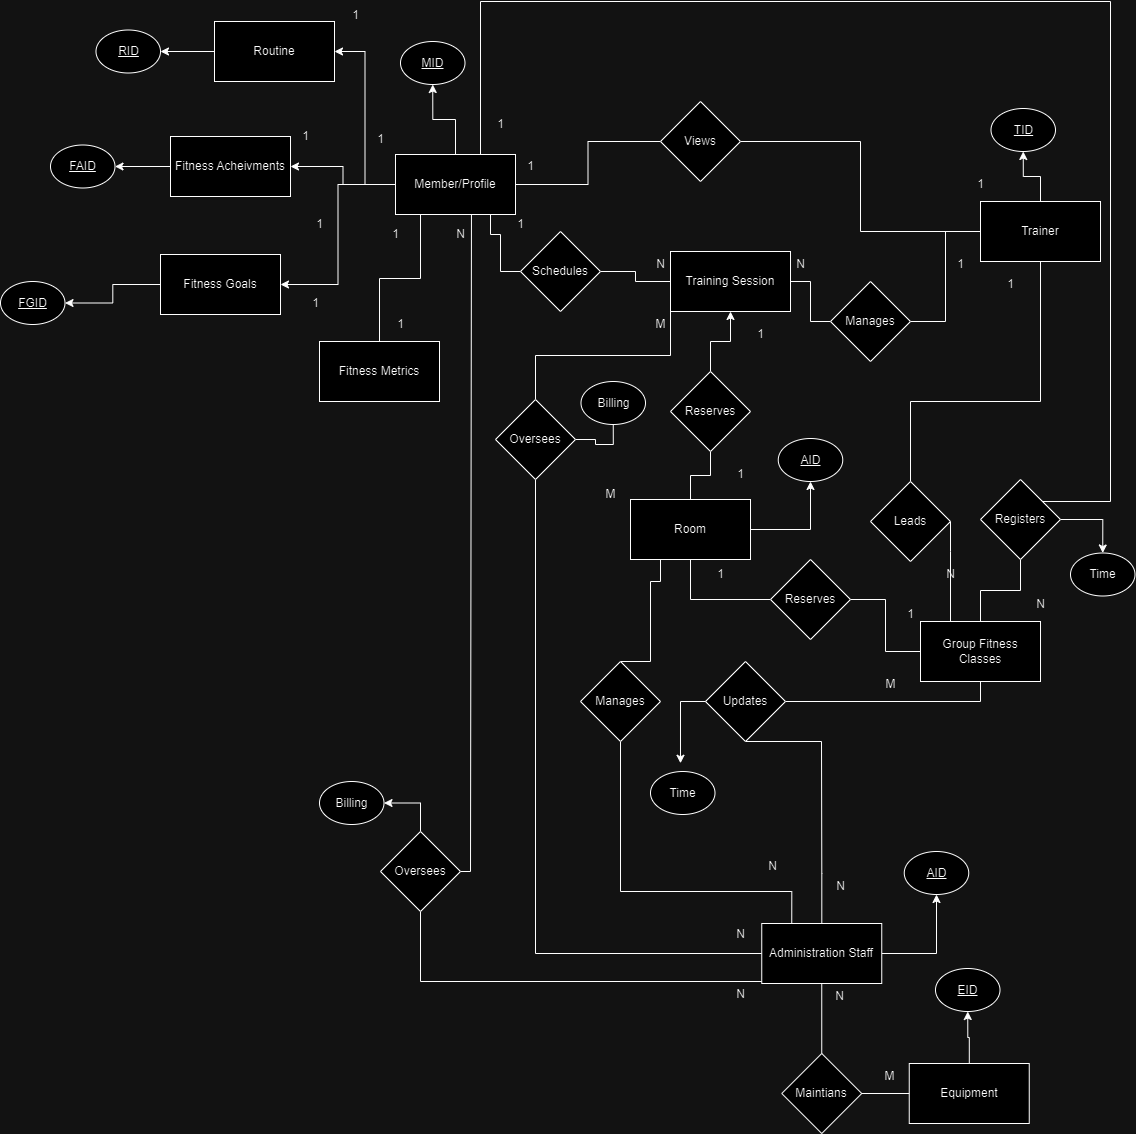 1
RID
Routine
MID
1
1
TID
Views
FAID
Fitness Acheivments
1
1
Member/Profile
1
1
1
N
1
Trainer
FGID
Fitness Goals
1
Schedules
N
Training Session
N
1
1
Manages
1
Fitness Metrics
M
1
Billing
Reserves
Oversees
AID
1
M
Room
Leads
Registers
Time
1
N
Reserves
1
N
Group Fitness
Classes
M
Manages
Updates
Time
Billing
Oversees
N
N
AID
N
Administration Staff
N
N
EID
Maintians
M
Equipment